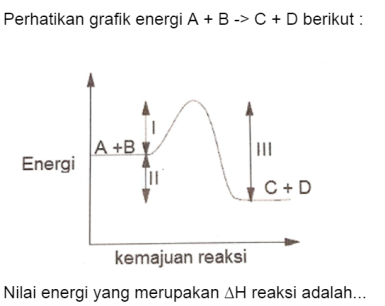 Perhatikan grafik energi A + B -> C + D berikut :
I
A +B
III
Energi
II
C + D
kemajuan reaksi
Nilai energi yang merupakan ΔH reaksi adalah...